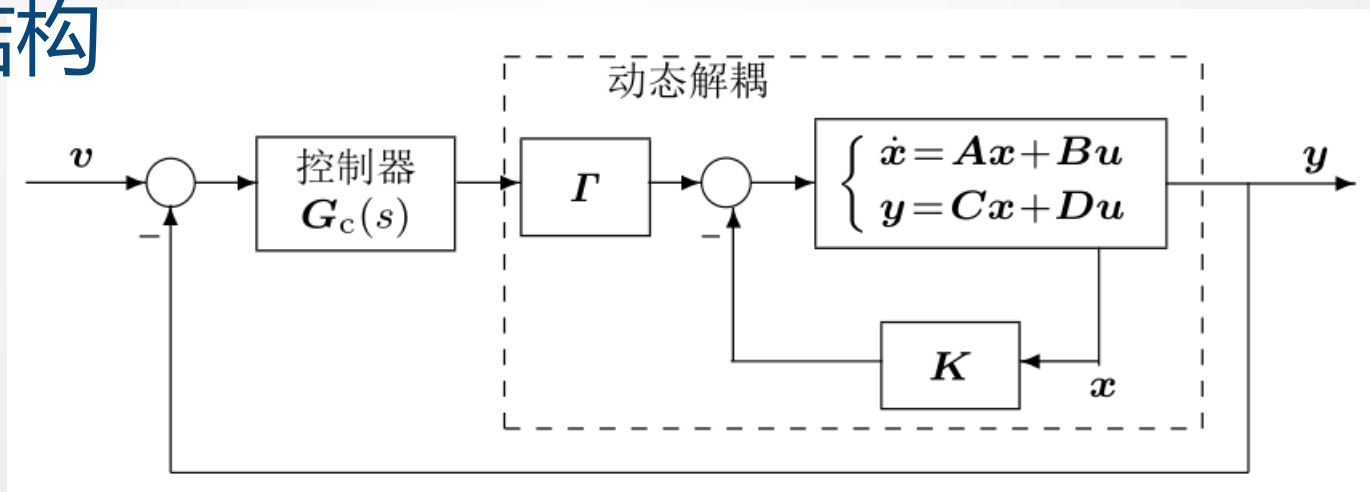 结构
动态解耦
v
控制器
G_c(s)
Γ
ẋ=Ax+Bu
y=Cx+Du
y
−
−
K
x